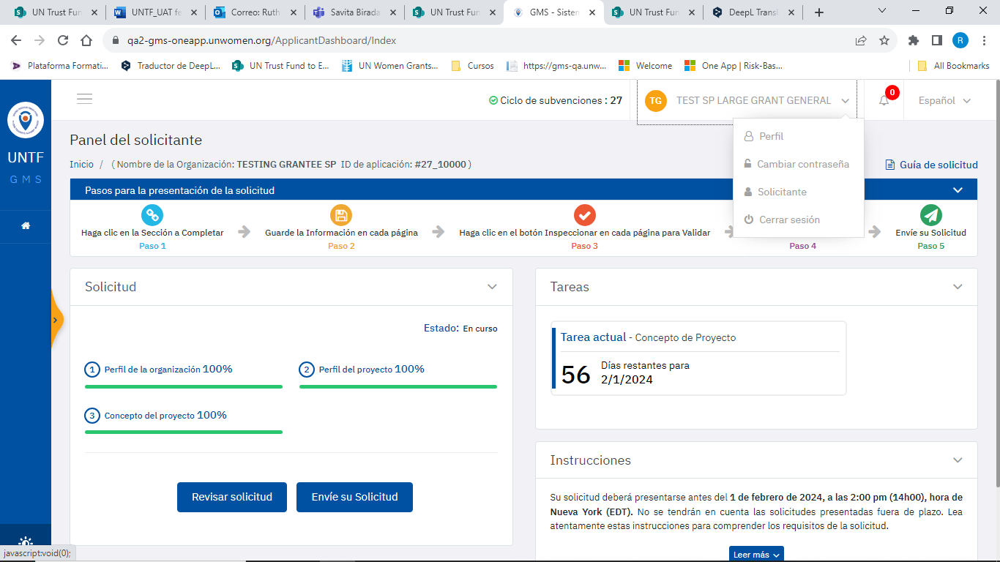 UN Trust Fun
UNTF_UAT fe
Correo: Ruth
Savita Birada
UN Trust Fun
GMS - Sisten
UN Trust Fun
DeepL Transl
qa2-gms-oneapp.unwomen.org/ApplicantDashboard/Index
R
Plataforma Formati...
Traductor de DeepL...
UN Trust Fund to E...
UN Women Grants...
Cursos
https://gms-qa.unw...
Welcome
One App | Risk-Bas...
All Bookmarks
UNTF
GMS
Ciclo de subvenciones : 27
TG TEST SP LARGE GRANT GENERAL
0
Español
Perfil
Cambiar contraseña
Solicitante
Cerrar sesión
Panel del solicitante
Inicio / ( Nombre de la Organización: TESTING GRANTEE SP ID de aplicación: #27_10000 )
Guía de solicitud
Pasos para la presentación de la solicitud
Haga clic en la Sección a Completar
Paso 1
Guarde la Información en cada página
Paso 2
Haga clic en el botón Inspeccionar en cada página para Validar
Paso 3
Paso 4
Envíe su Solicitud
Paso 5
Solicitud
Estado: En curso
1 Perfil de la organización 100%
2 Perfil del proyecto 100%
3 Concepto del proyecto 100%
Revisar solicitud
Envíe su Solicitud
Tareas
Tarea actual - Concepto de Proyecto
56
Días restantes para
2/1/2024
Instrucciones
Su solicitud deberá presentarse antes del 1 de febrero de 2024, a las 2:00 pm (14h00), hora de
Nueva York (EDT). No se tendrán en cuenta las solicitudes presentadas fuera de plazo. Lea
atentamente estas instrucciones para comprender los requisitos de la solicitud.
Leer más
javascript:void(0);